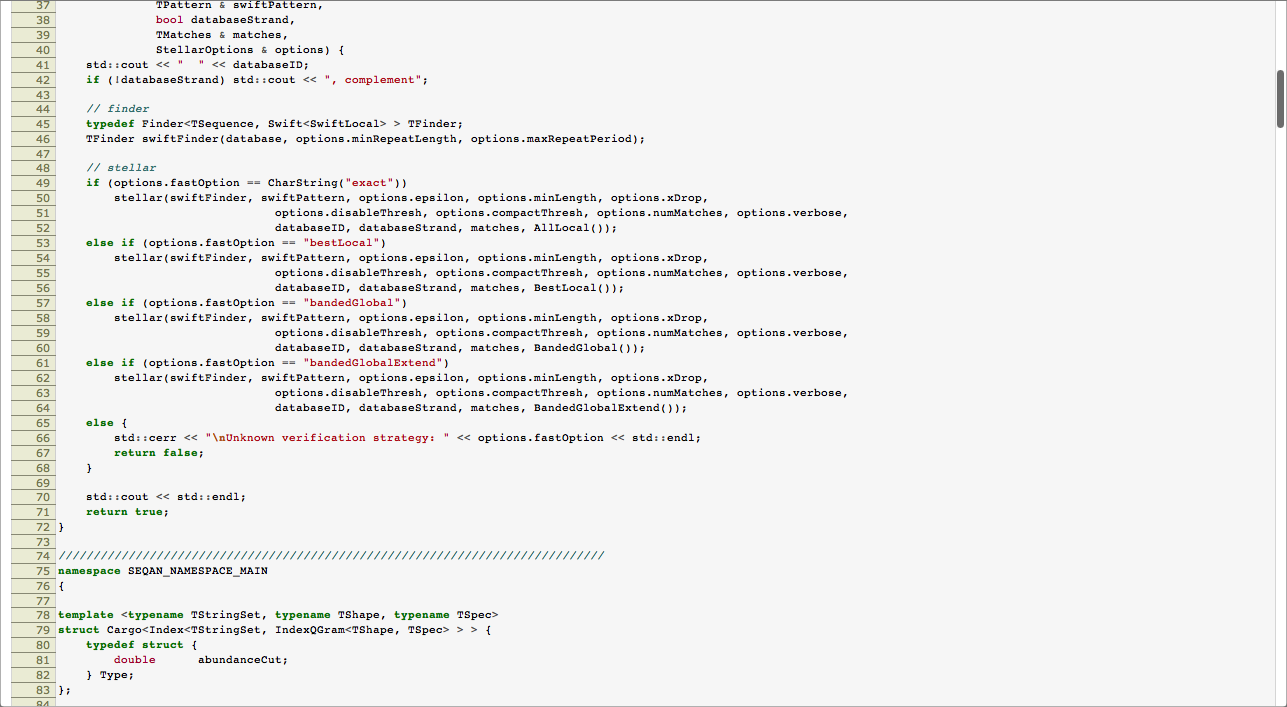 37 TPattern & swiftPattern,
38 bool databaseStrand,
39 TMatches & matches,
40 StellarOptions & options) {
41 std::cout << "  " << databaseID;
42 if (!databaseStrand) std::cout << ", complement";
43
44 // finder
45 typedef Finder<TSequence, Swift<SwiftLocal> > TFinder;
46 TFinder swiftFinder(database, options.minRepeatLength, options.maxRepeatPeriod);
47
48 // stellar
49 if (options.fastOption == CharString("exact"))
50 stellar(swiftFinder, swiftPattern, options.epsilon, options.minLength, options.xDrop,
51 options.disableThresh, options.compactThresh, options.numMatches, options.verbose,
52 databaseID, databaseStrand, matches, AllLocal());
53 else if (options.fastOption == "bestLocal")
54 stellar(swiftFinder, swiftPattern, options.epsilon, options.minLength, options.xDrop,
55 options.disableThresh, options.compactThresh, options.numMatches, options.verbose,
56 databaseID, databaseStrand, matches, BestLocal());
57 else if (options.fastOption == "bandedGlobal")
58 stellar(swiftFinder, swiftPattern, options.epsilon, options.minLength, options.xDrop,
59 options.disableThresh, options.compactThresh, options.numMatches, options.verbose,
60 databaseID, databaseStrand, matches, BandedGlobal());
61 else if (options.fastOption == "bandedGlobalExtend")
62 stellar(swiftFinder, swiftPattern, options.epsilon, options.minLength, options.xDrop,
63 options.disableThresh, options.compactThresh, options.numMatches, options.verbose,
64 databaseID, databaseStrand, matches, BandedGlobalExtend());
65 else {
66 std::cerr << "\nUnknown verification strategy: " << options.fastOption << std::endl;
67 return false;
68 }
69
70 std::cout << std::endl;
71 return true;
72 }
73
74 //////////////////////////////////////////////////////////////////////////////
75 namespace SEQAN_NAMESPACE_MAIN
76 {
77
78 template <typename TStringSet, typename TShape, typename TSpec>
79 struct Cargo<Index<TStringSet, IndexQGram<TShape, TSpec> > > {
80 typedef struct {
81 double abundanceCut;
82 } Type;
83 };
84